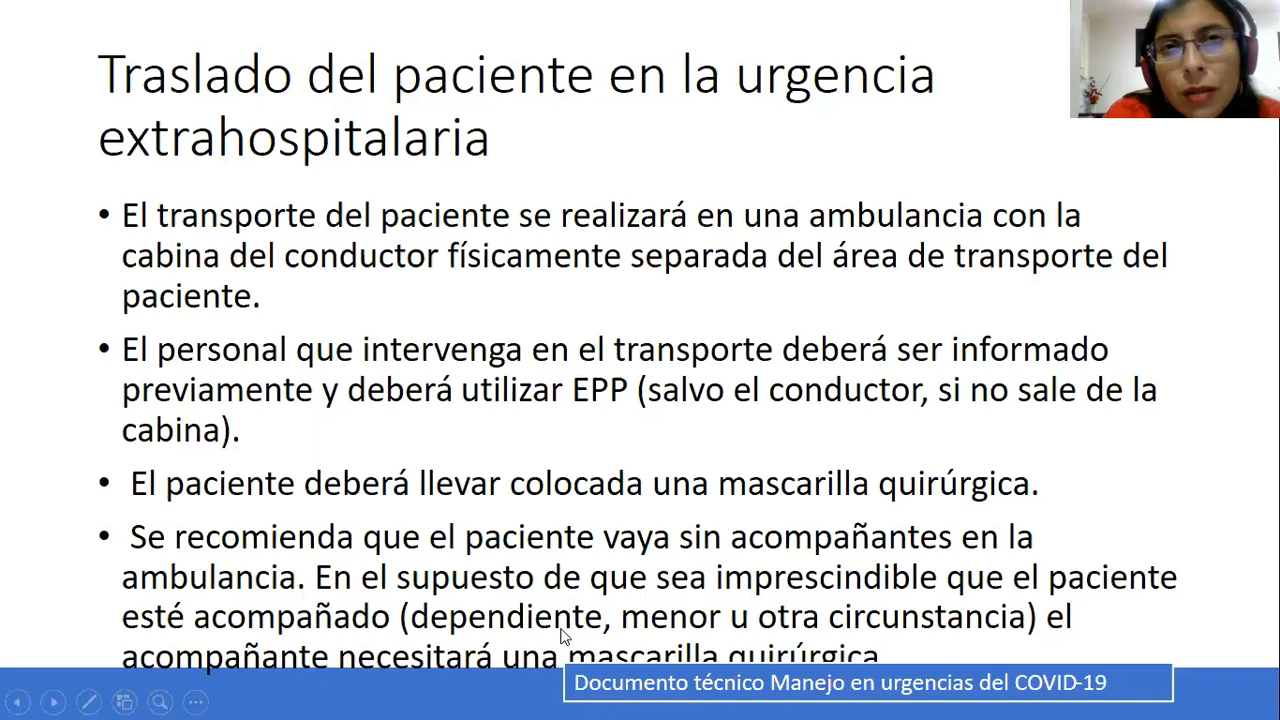 Traslado del paciente en la urgencia
extrahospitalaria
• El transporte del paciente se realizará en una ambulancia con la
cabina del conductor físicamente separada del área de transporte del
paciente.
• El personal que intervenga en el transporte deberá ser informado
previamente y deberá utilizar EPP (salvo el conductor, si no sale de la
cabina).
• El paciente deberá llevar colocada una mascarilla quirúrgica.
• Se recomienda que el paciente vaya sin acompañantes en la
ambulancia. En el supuesto de que sea imprescindible que el paciente
esté acompañado (dependiente, menor u otra circunstancia) el
acompañante necesitará una mascarilla quirúrgica.
Documento técnico Manejo en urgencias del COVID-19